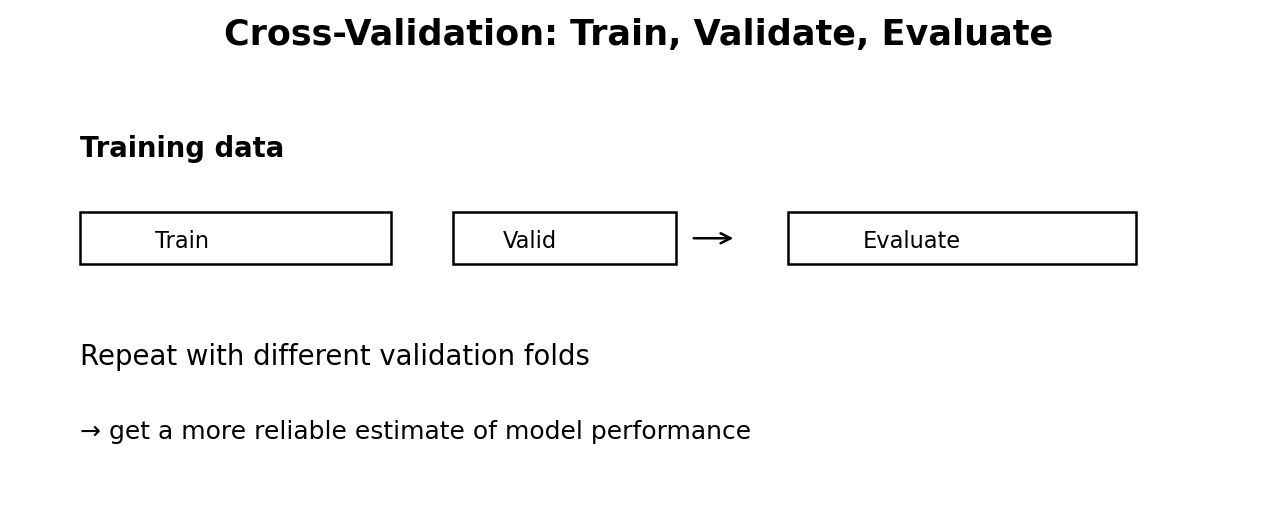 Cross-Validation: Train, Validate, Evaluate
Training data
Train Valid → Evaluate
Repeat with different validation folds
→ get a more reliable estimate of model performance